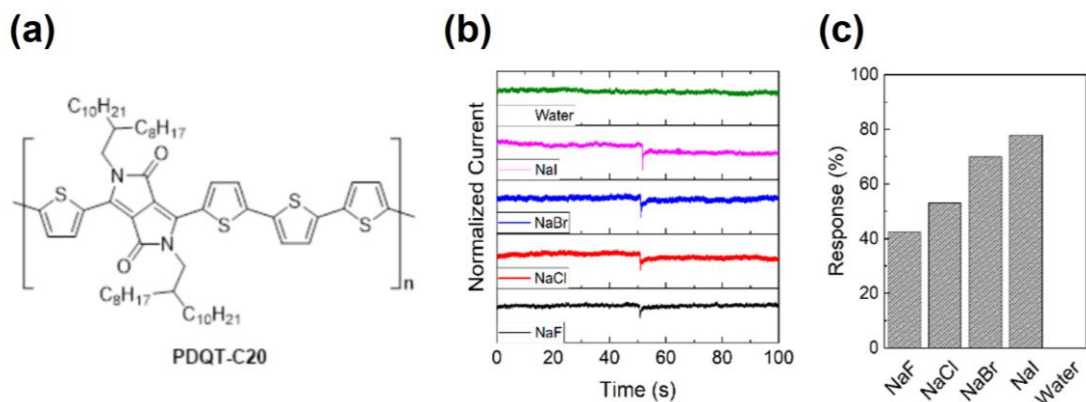 (a)
C₁₀H₂₁
C₈H₁₇
N
O
S
S
S
S
O
N
C₈H₁₇
C₁₀H₂₁
n
PDQT-C20
(b)
Normalized Current
Water
NaI
NaBr
NaCl
NaF
0 20 40 60 80 100
Time (s)
(c)
Response (%)
100
80
60
40
20
0
NaF NaCl NaBr NaI Water